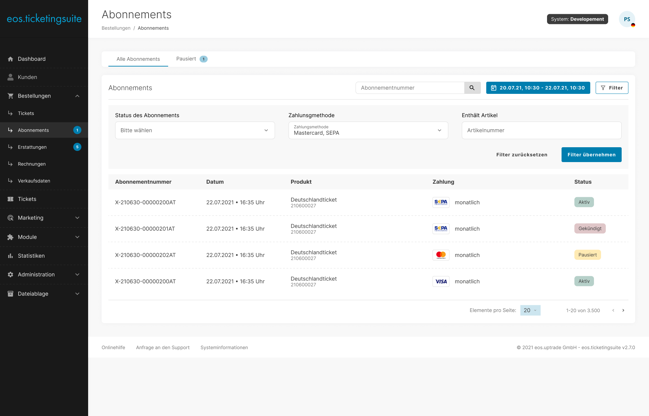 eos.ticketingsuite
Abonnements
Bestellungen / Abonnements
System: Developement
PS
Dashboard
Kunden
Bestellungen
Tickets
Abonnements 1
Erstattungen 5
Rechnungen
Verkaufsdaten
Tickets
Marketing
Module
Statistiken
Administration
Dateiablage
Alle Abonnements
Pausiert 1
Abonnements
Abonnementnummer
20.07.21, 10:30 - 22.07.21, 10:30
Filter
Status des Abonnements
Bitte wählen
Zahlungsmethode
Zahlungsmethode
Mastercard, SEPA
Enthält Artikel
Artikelnummer
Filter zurücksetzen
Filter übernehmen
Abonnementnummer Datum Produkt Zahlung Status
X-210630-00000200AT 22.07.2021 • 16:35 Uhr Deutschlandticket SEPA monatlich Aktiv
210600027
X-210630-00000201AT 22.07.2021 • 16:35 Uhr Deutschlandticket SEPA monatlich Gekündigt
210600027
X-210630-00000202AT 22.07.2021 • 16:35 Uhr Deutschlandticket monatlich Pausiert
210600027
X-210630-00000200AT 22.07.2021 • 16:35 Uhr Deutschlandticket VISA monatlich Aktiv
210600027
Elemente pro Seite: 20 1-20 von 3.500
Onlinehilfe Anfrage an den Support Systeminformationen
© 2021 eos.uptrade GmbH - eos.ticketingsuite v2.7.0